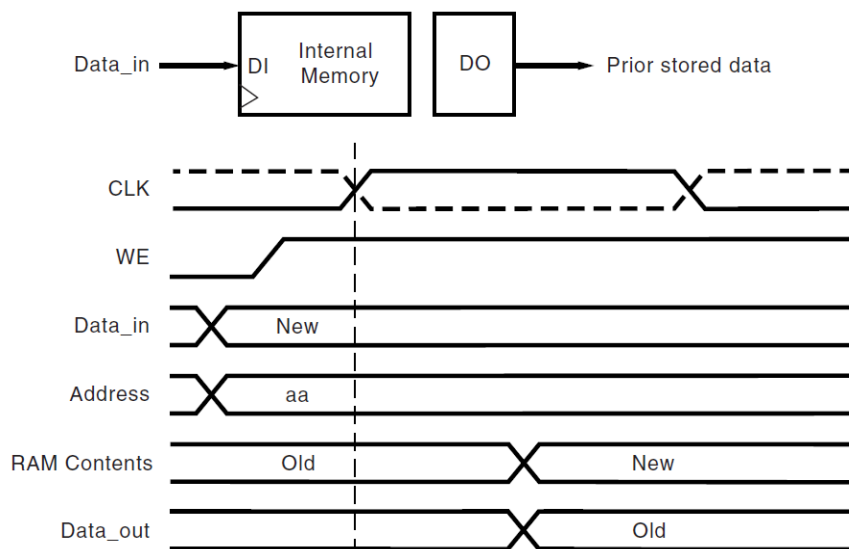 Data_in
DI
Internal
Memory
DO
Prior stored data
CLK
WE
Data_in
New
Address
aa
RAM Contents
Old
New
Data_out
Old